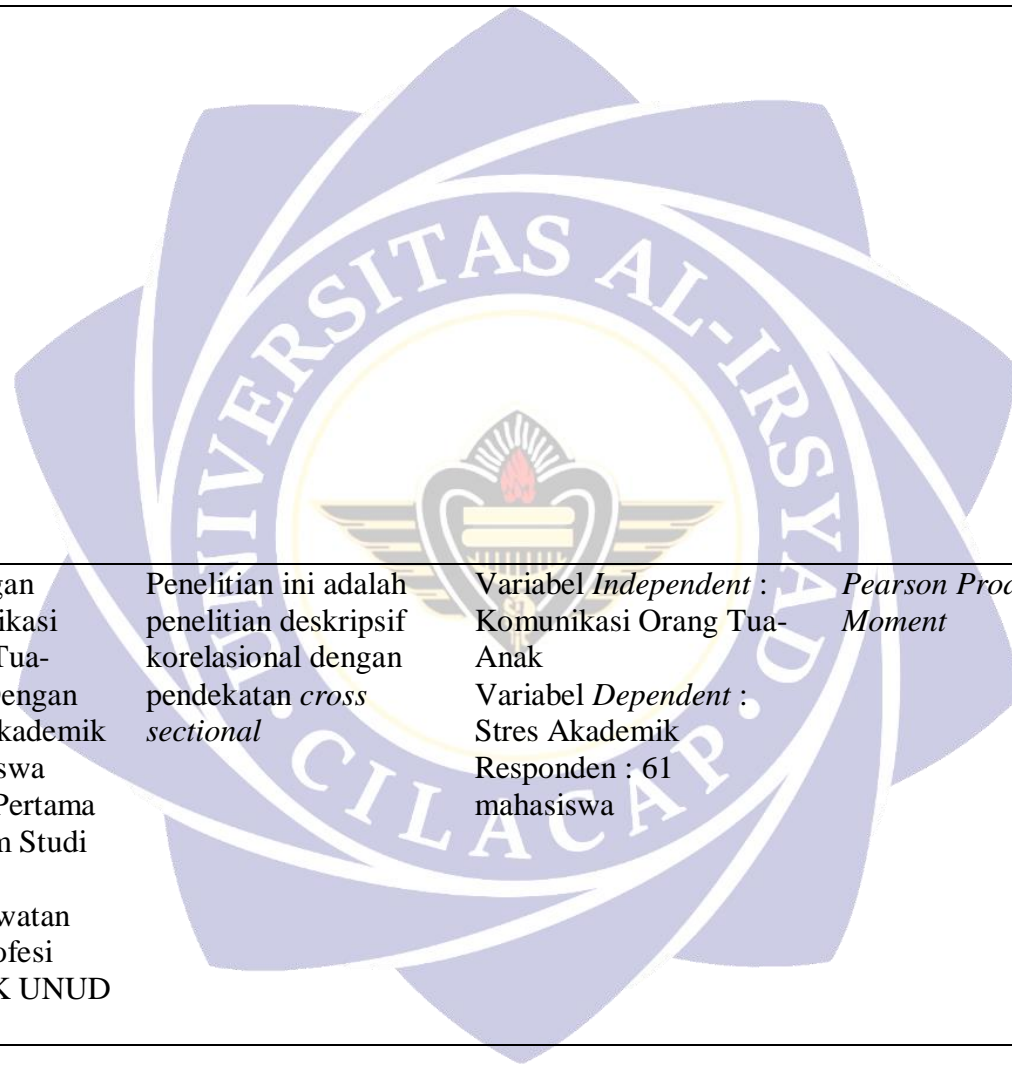 UNIVERSITAS AL-IRSYAD
CILACAP
gan
ikasi
Tua-
Dengan
kademik
swa
Pertama
m Studi
watan
ofesi
K UNUD
Penelitian ini adalah
penelitian deskripsif
korelasional dengan
pendekatan cross
sectional
Variabel Independent :
Komunikasi Orang Tua-
Anak
Variabel Dependent :
Stres Akademik
Responden : 61
mahasiswa
Pearson Proc
Moment